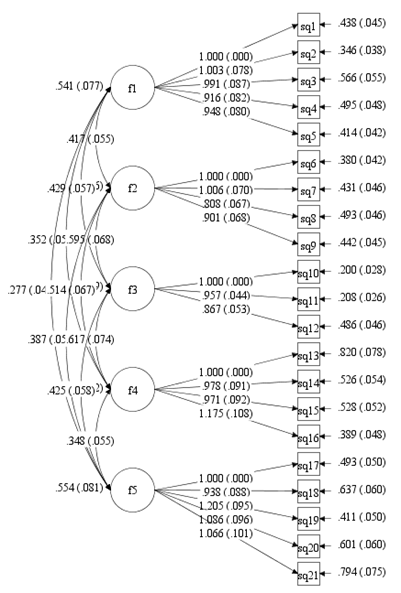 sq1 .438 (.045)
1.000 (.000) sq2 .346 (.038)
1.003 (.078)
.541 (.077) f1 .991 (.087) sq3 .566 (.055)
.916 (.082) sq4 .495 (.048)
.948 (.080)
.417 (.055) sq5 .414 (.042)
sq6 .380 (.042)
1.000 (.000)
.429 (.057) f2 1.006 (.070) sq7 .431 (.046)
.808 (.067) sq8 .493 (.046)
.901 (.068)
.352 (.05 .595 (.068) sq9 .442 (.045)
sq10 .200 (.028)
1.000 (.000)
.277 (.04 .514 (.067) f3 .957 (.044) sq11 .208 (.026)
.867 (.053) sq12 .486 (.046)
.387 (.05 .617 (.074) sq13 .820 (.078)
1.000 (.000)
.425 (.058) f4 .978 (.091) sq14 .526 (.054)
.971 (.092) sq15 .528 (.052)
1.175 (.108) sq16 .389 (.048)
.348 (.055)
sq17 .493 (.050)
1.000 (.000)
.554 (.081) f5 .938 (.088) sq18 .637 (.060)
1.205 (.095) sq19 .411 (.050)
1.086 (.096)
1.066 (.101) sq20 .601 (.060)
sq21 .794 (.075)